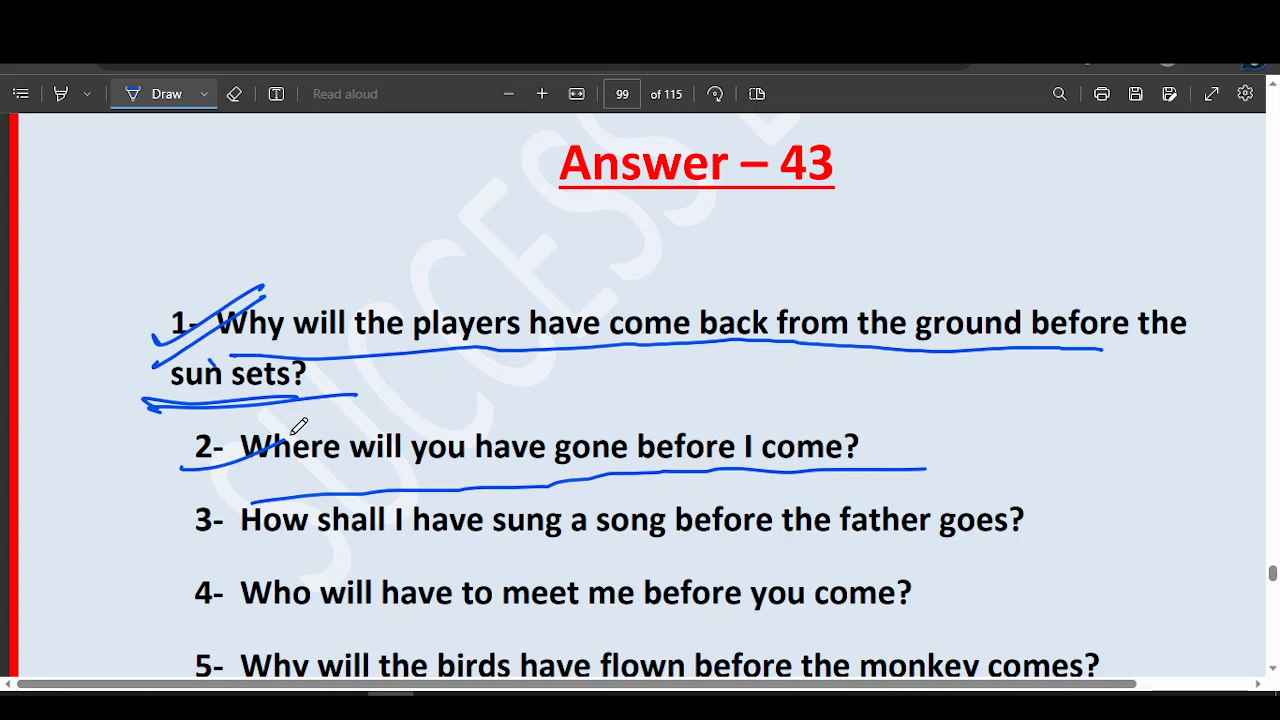 Draw
Read aloud
99
of 115
Answer – 43
1- Why will the players have come back from the ground before the
sun sets?
2- Where will you have gone before I come?
3- How shall I have sung a song before the father goes?
4- Who will have to meet me before you come?
5- Why will the birds have flown before the monkey comes?
SUCCESS